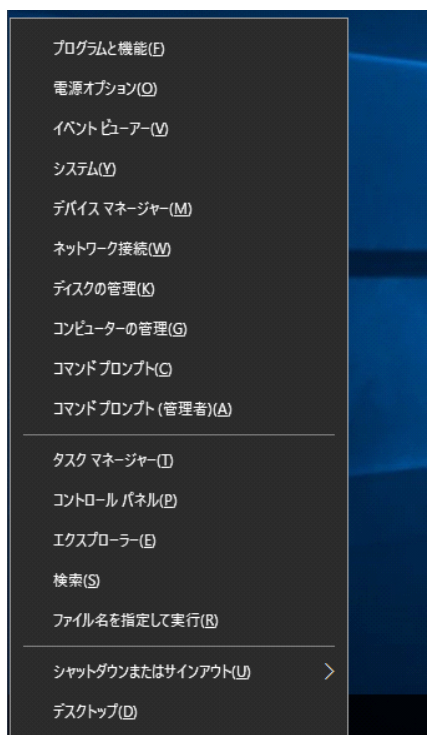 プログラムと機能(F)
電源オプション(O)
イベント ビューアー(V)
システム(Y)
デバイス マネージャー(M)
ネットワーク接続(W)
ディスクの管理(K)
コンピューターの管理(G)
コマンド プロンプト(C)
コマンド プロンプト (管理者)(A)
タスク マネージャー(T)
コントロール パネル(P)
エクスプローラー(E)
検索(S)
ファイル名を指定して実行(R)
シャットダウンまたはサインアウト(U)
デスクトップ(D)